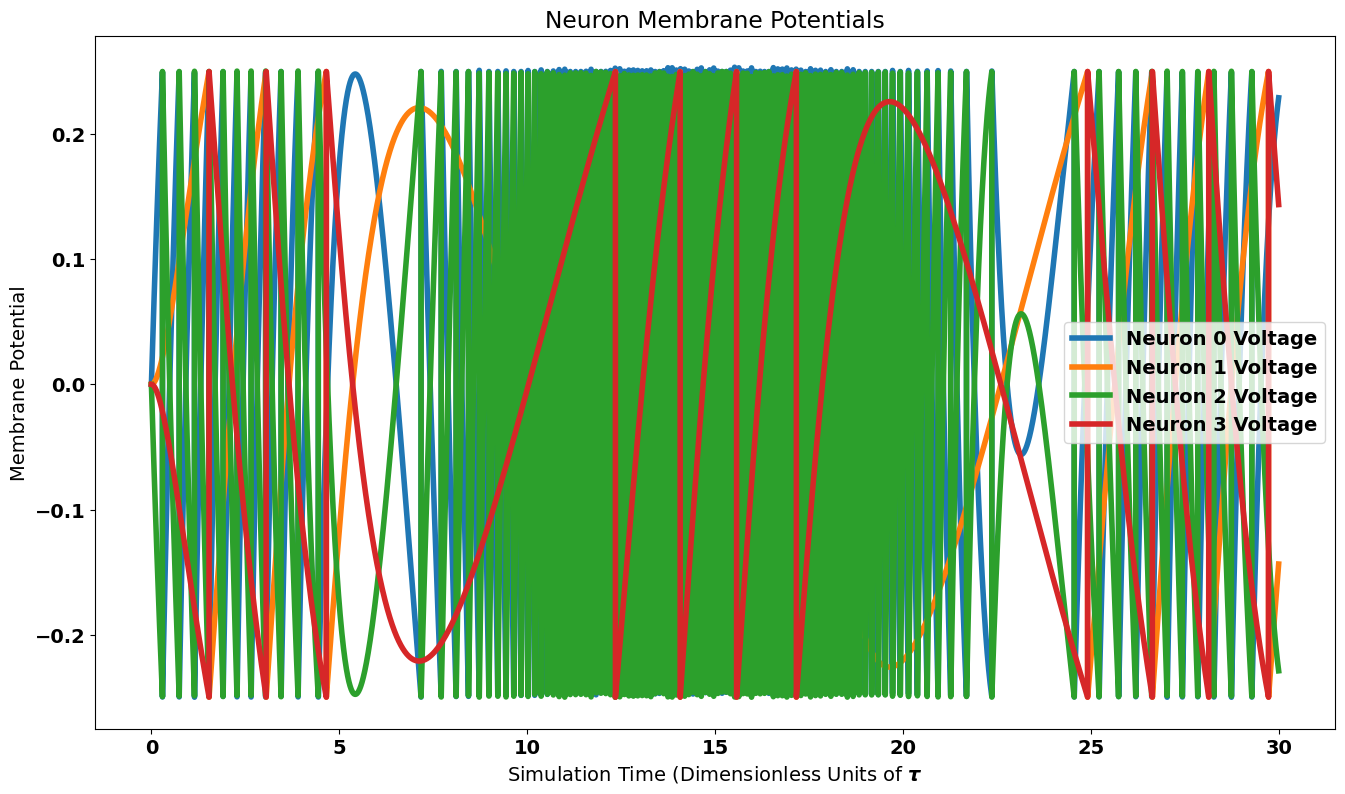 Neuron Membrane Potentials
Membrane Potential
0.2
0.1
0.0
−0.1
−0.2
Neuron 0 Voltage
Neuron 1 Voltage
Neuron 2 Voltage
Neuron 3 Voltage
0 5 10 15 20 25 30
Simulation Time (Dimensionless Units of τ